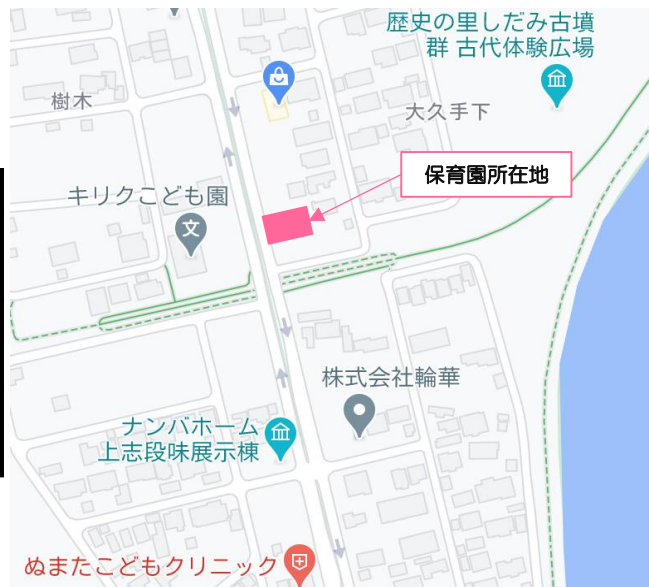 歴史の里しだみ古墳
群 古代体験広場
樹木
大久手下
保育園所在地
キリクこども園
文
株式会社輪華
ナンバホーム
上志段味展示棟
ぬまたこどもクリニック